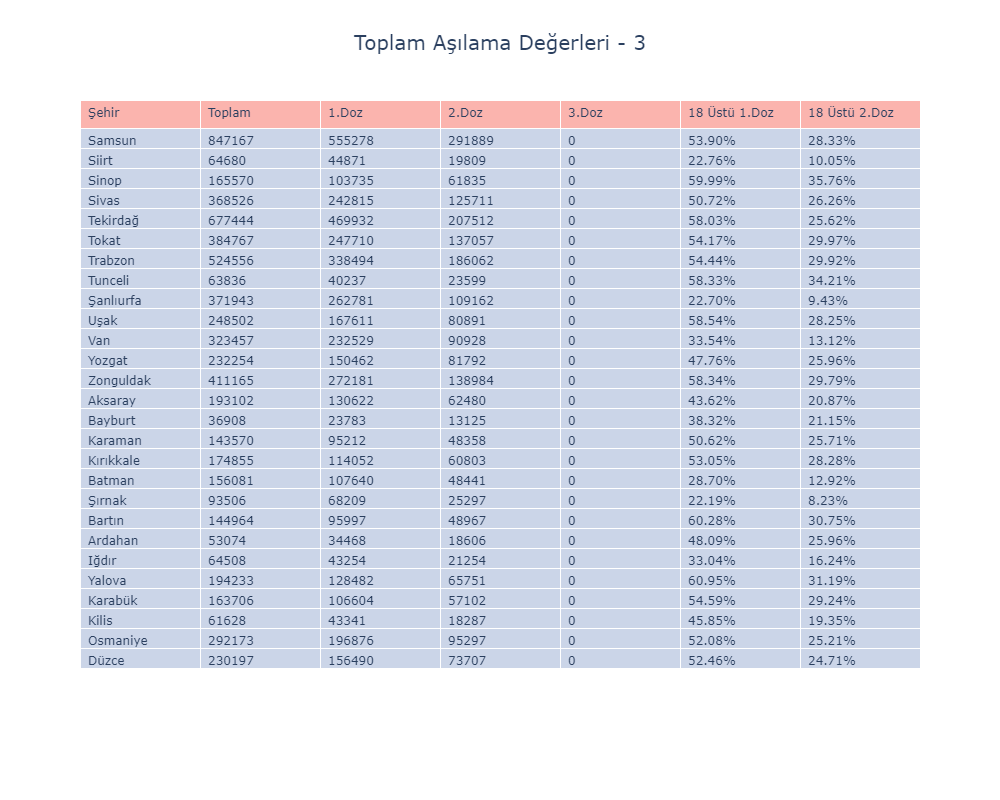 Toplam Aşılama Değerleri - 3
Şehir Toplam 1.Doz 2.Doz 3.Doz 18 Üstü 1.Doz 18 Üstü 2.Doz
Samsun 847167 555278 291889 0 53.90% 28.33%
Siirt 64680 44871 19809 0 22.76% 10.05%
Sinop 165570 103735 61835 0 59.99% 35.76%
Sivas 368526 242815 125711 0 50.72% 26.26%
Tekirdağ 677444 469932 207512 0 58.03% 25.62%
Tokat 384767 247710 137057 0 54.17% 29.97%
Trabzon 524556 338494 186062 0 54.44% 29.92%
Tunceli 63836 40237 23599 0 58.33% 34.21%
Şanlıurfa 371943 262781 109162 0 22.70% 9.43%
Uşak 248502 167611 80891 0 58.54% 28.25%
Van 323457 232529 90928 0 33.54% 13.12%
Yozgat 232254 150462 81792 0 47.76% 25.96%
Zonguldak 411165 272181 138984 0 58.34% 29.79%
Aksaray 193102 130622 62480 0 43.62% 20.87%
Bayburt 36908 23783 13125 0 38.32% 21.15%
Karaman 143570 95212 48358 0 50.62% 25.71%
Kırıkkale 174855 114052 60803 0 53.05% 28.28%
Batman 156081 107640 48441 0 28.70% 12.92%
Şırnak 93506 68209 25297 0 22.19% 8.23%
Bartın 144964 95997 48967 0 60.28% 30.75%
Ardahan 53074 34468 18606 0 48.09% 25.96%
Iğdır 64508 43254 21254 0 33.04% 16.24%
Yalova 194233 128482 65751 0 60.95% 31.19%
Karabük 163706 106604 57102 0 54.59% 29.24%
Kilis 61628 43341 18287 0 45.85% 19.35%
Osmaniye 292173 196876 95297 0 52.08% 25.21%
Düzce 230197 156490 73707 0 52.46% 24.71%